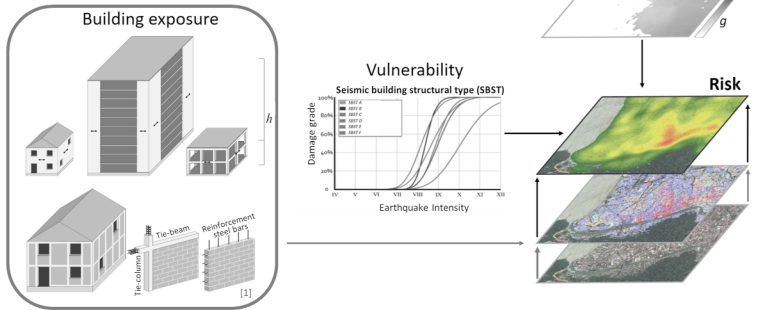 Building exposure
h
Tie-beam
Reinforcement
steel bars
Tie-column
[1]
Vulnerability
Seismic building structural type (SBST)
Damage grade
100%
80%
60%
40%
20%
0
SBST A
SBST B
SBST C
SBST D
SBST E
SBST F
IV V VI VII VIII IX X XI XII
Earthquake Intensity
g
Risk